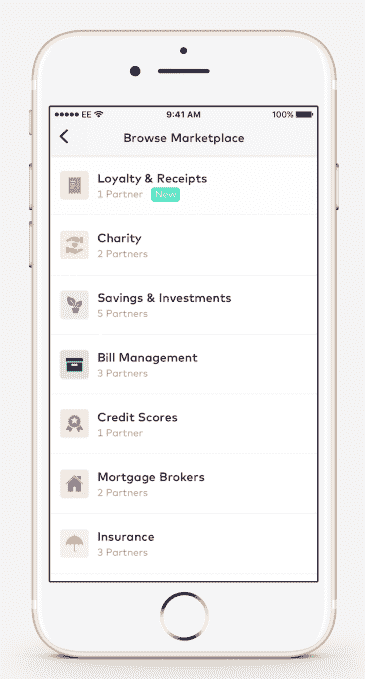 EE 9:41 AM 100%
Browse Marketplace
Loyalty & Receipts
1 Partner New
Charity
2 Partners
Savings & Investments
5 Partners
Bill Management
3 Partners
Credit Scores
1 Partner
Mortgage Brokers
2 Partners
Insurance
3 Partners